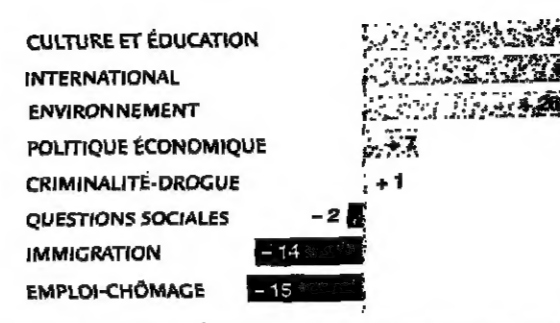 CULTURE ET ÉDUCATION
INTERNATIONAL
ENVIRONNEMENT
POLITIQUE ÉCONOMIQUE +7
CRIMINALITÉ-DROGUE +1
QUESTIONS SOCIALES -2
IMMIGRATION -14
EMPLOI-CHÔMAGE -15